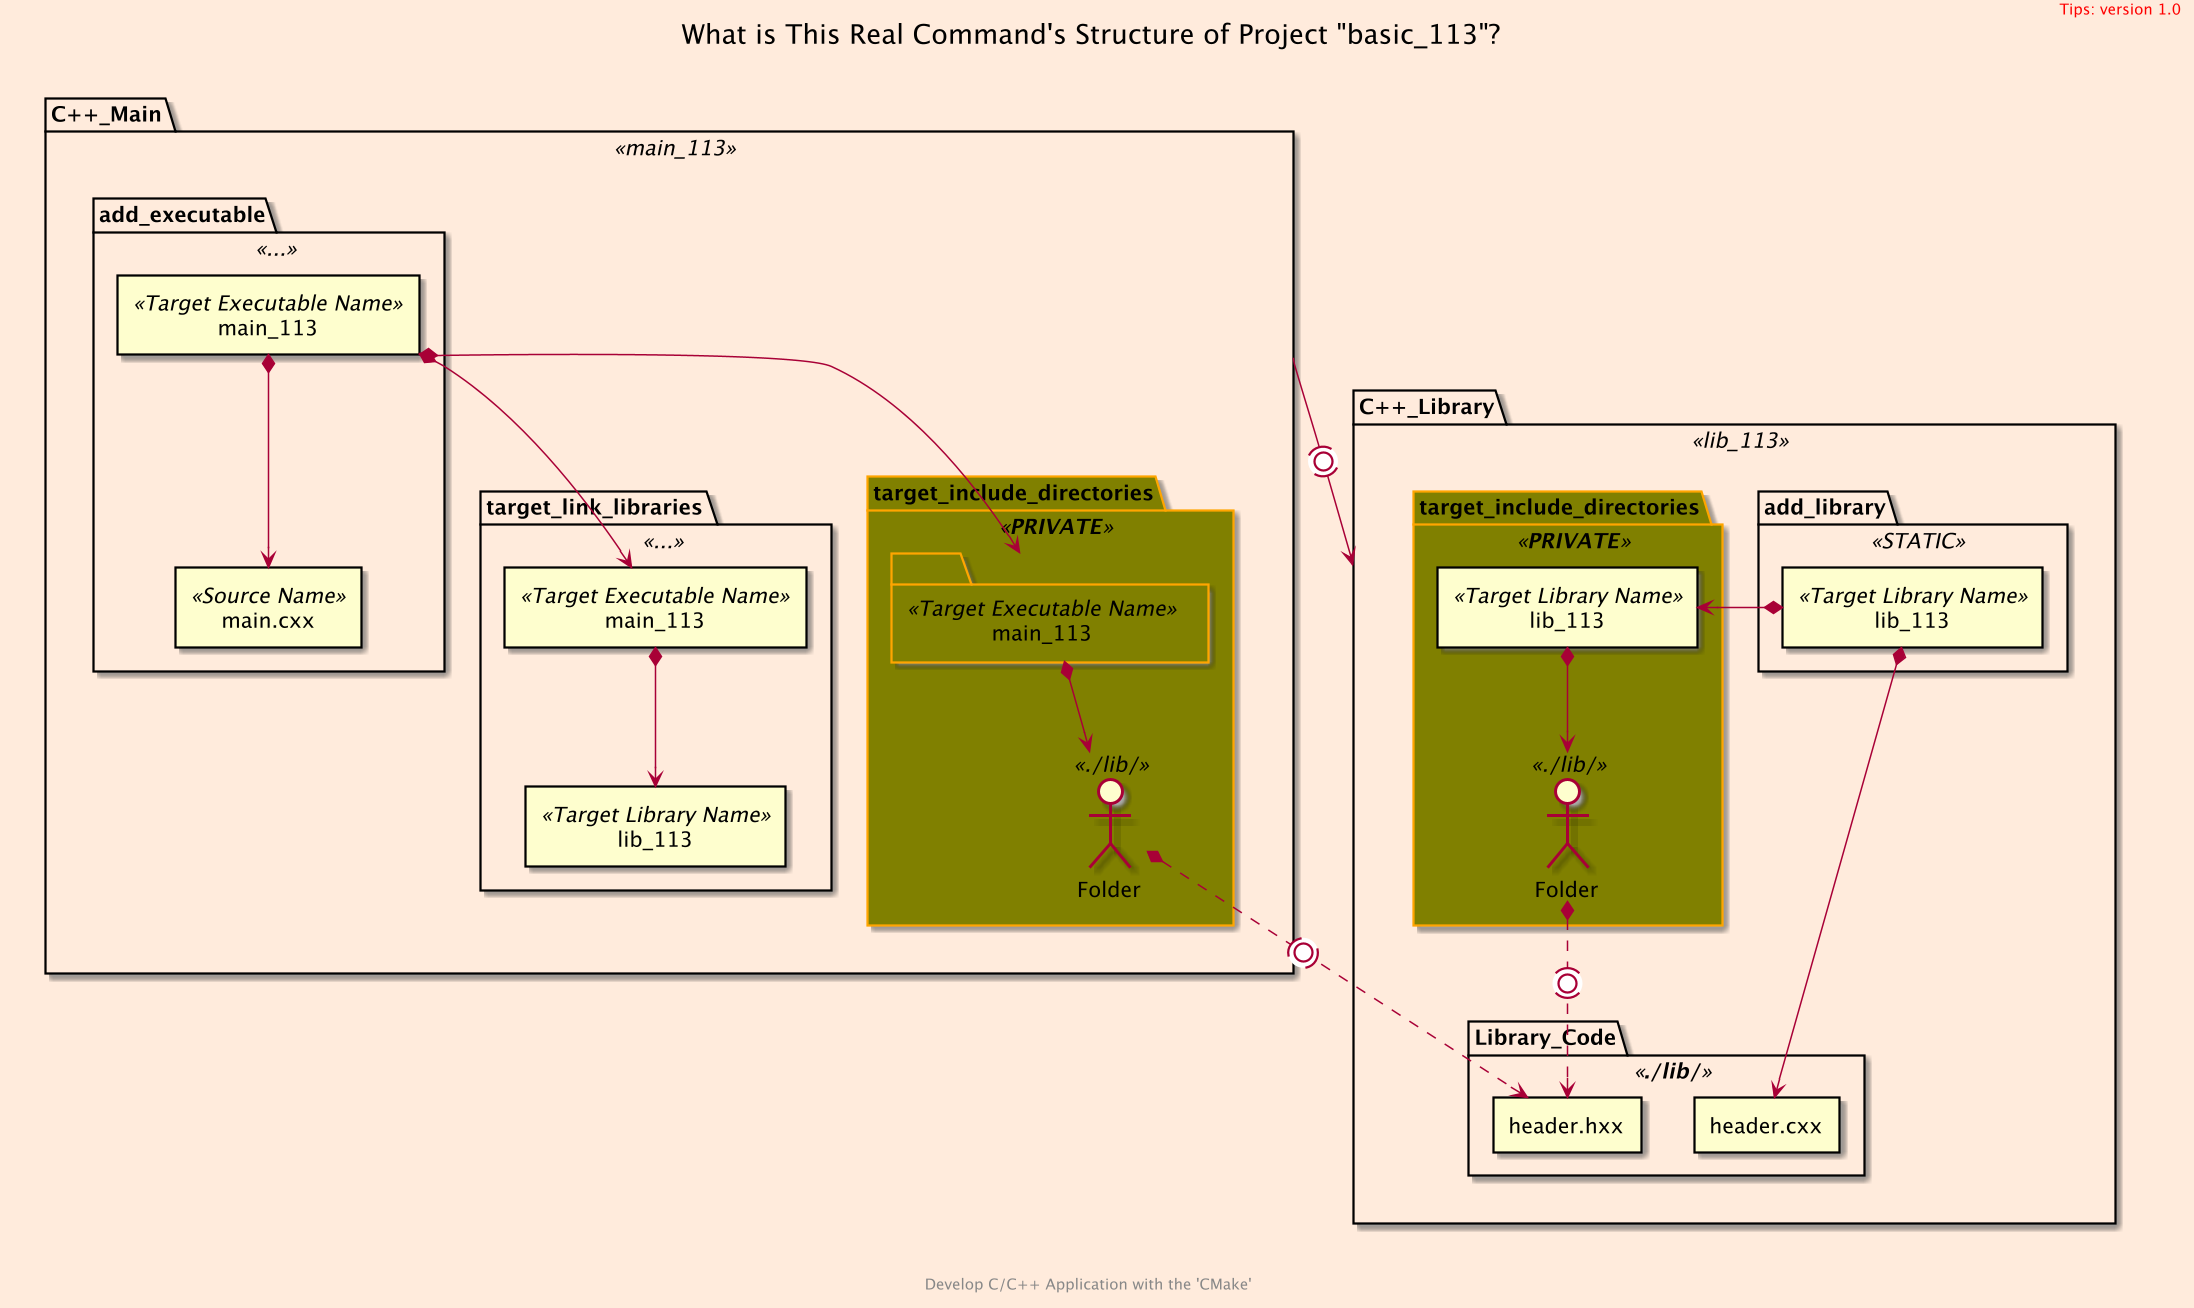 Tips: version 1.0
What is This Real Command's Structure of Project "basic_113"?
C++_Main
«main_113»
add_executable
«...»
«Target Executable Name»
main_113
«Source Name»
main.cxx
target_link_libraries
«...»
«Target Executable Name»
main_113
«Target Library Name»
lib_113
target_include_directories
«PRIVATE»
«Target Executable Name»
main_113
«./lib/»
Folder
C++_Library
«lib_113»
target_include_directories
«PRIVATE»
«Target Library Name»
lib_113
«./lib/»
Folder
add_library
«STATIC»
«Target Library Name»
lib_113
Library_Code
«./lib/»
header.hxx
header.cxx
Develop C/C++ Application with the 'CMake'